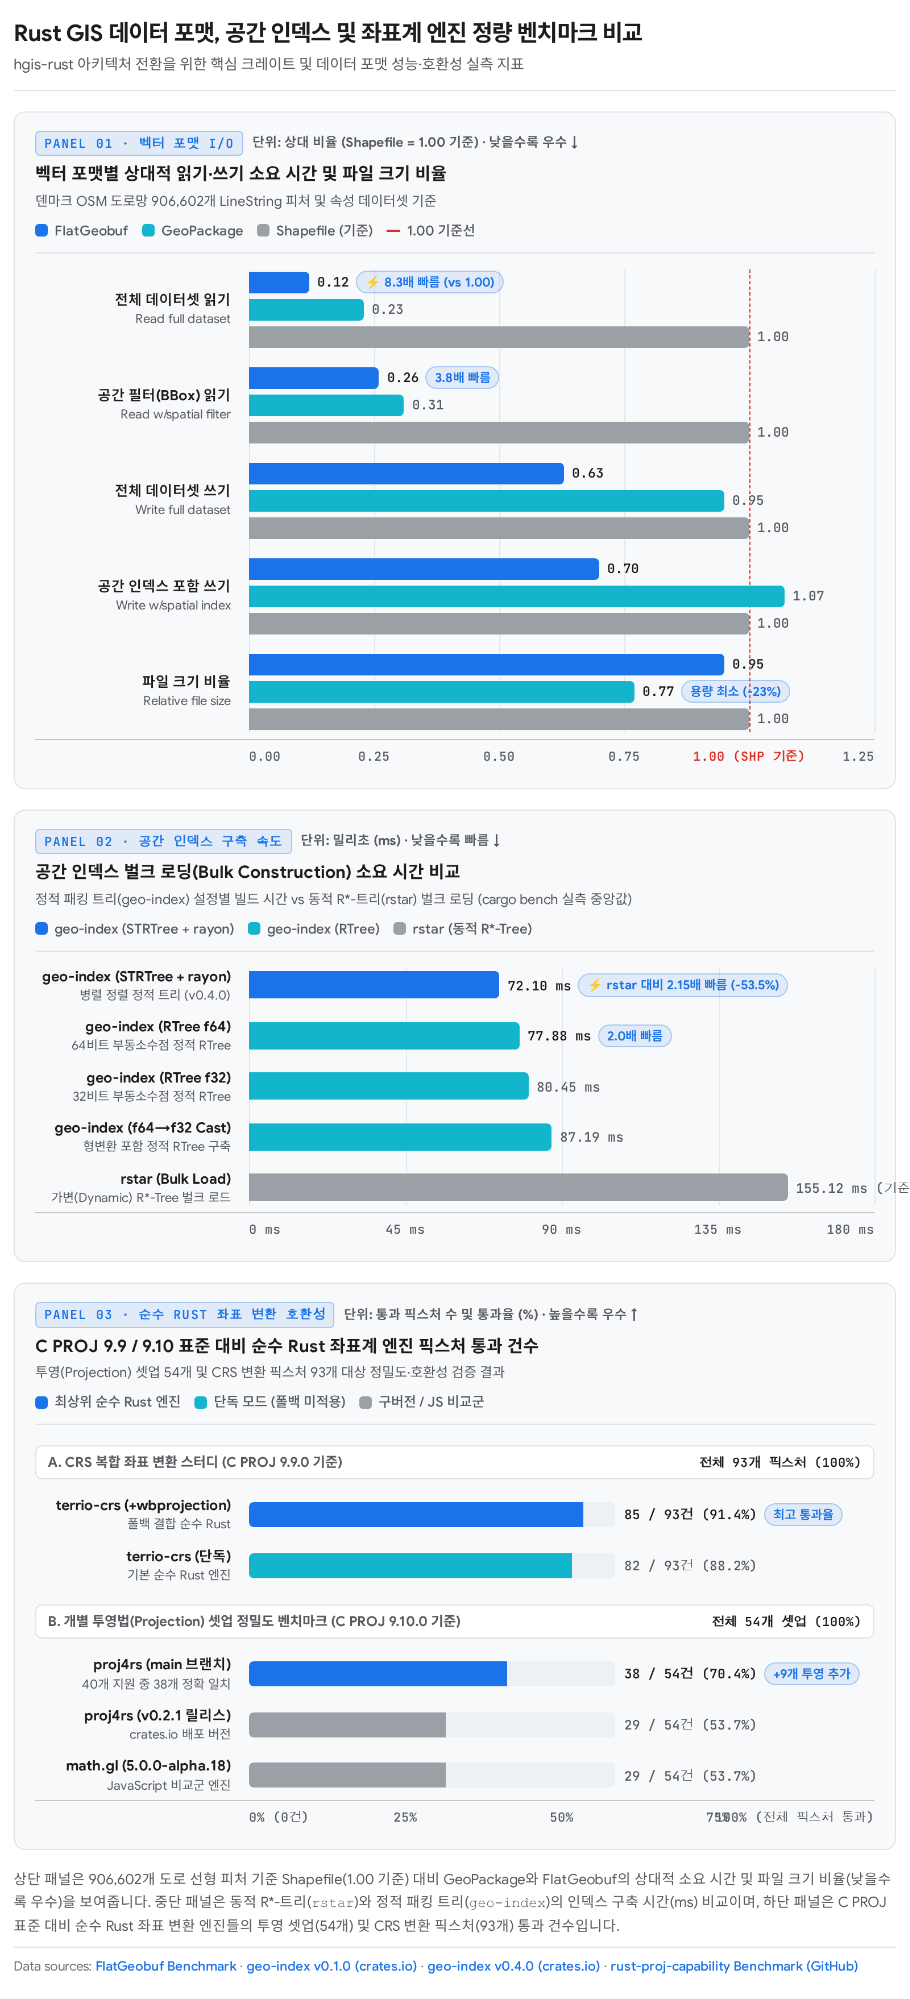 Rust GIS 데이터 포맷, 공간 인덱스 및 좌표계 엔진 정량 벤치마크 비교
hgis-rust 아키텍처 전환을 위한 핵심 크레이트 및 데이터 포맷 성능·호환성 실측 지표
PANEL 01 · 벡터 포맷 I/O 단위: 상대 비율 (Shapefile = 1.00 기준) · 낮을수록 우수 ↓
벡터 포맷별 상대적 읽기·쓰기 소요 시간 및 파일 크기 비율
덴마크 OSM 도로망 906,602개 LineString 피처 및 속성 데이터셋 기준
FlatGeobuf GeoPackage Shapefile (기준) 1.00 기준선
전체 데이터셋 읽기
Read full dataset
0.12 ⚡ 8.3배 빠름 (vs 1.00)
0.23
1.00
공간 필터(BBox) 읽기
Read w/spatial filter
0.26 3.8배 빠름
0.31
1.00
전체 데이터셋 쓰기
Write full dataset
0.63
0.95
1.00
공간 인덱스 포함 쓰기
Write w/spatial index
0.70
1.07
1.00
파일 크기 비율
Relative file size
0.95
0.77 용량 최소 (-23%)
1.00
0.00 0.25 0.50 0.75 1.00 (SHP 기준) 1.25
PANEL 02 · 공간 인덱스 구축 속도 단위: 밀리초 (ms) · 낮을수록 빠름 ↓
공간 인덱스 벌크 로딩(Bulk Construction) 소요 시간 비교
정적 패킹 트리(geo-index) 설정별 빌드 시간 vs 동적 R*-트리(rstar) 벌크 로딩 (cargo bench 실측 중앙값)
geo-index (STRTree + rayon) geo-index (RTree) rstar (동적 R*-Tree)
geo-index (STRTree + rayon)
병렬 정렬 정적 트리 (v0.4.0)
72.10 ms ⚡ rstar 대비 2.15배 빠름 (-53.5%)
geo-index (RTree f64)
64비트 부동소수점 정적 RTree
77.88 ms 2.0배 빠름
geo-index (RTree f32)
32비트 부동소수점 정적 RTree
80.45 ms
geo-index (f64→f32 Cast)
형변환 포함 정적 RTree 구축
87.19 ms
rstar (Bulk Load)
가변(Dynamic) R*-Tree 벌크 로드
155.12 ms (기준
0 ms 45 ms 90 ms 135 ms 180 ms
PANEL 03 · 순수 RUST 좌표 변환 호환성 단위: 통과 픽스처 수 및 통과율 (%) · 높을수록 우수 ↑
C PROJ 9.9 / 9.10 표준 대비 순수 Rust 좌표계 엔진 픽스처 통과 건수
투영(Projection) 셋업 54개 및 CRS 변환 픽스처 93개 대상 정밀도·호환성 검증 결과
최상위 순수 Rust 엔진 단독 모드 (폴백 미적용) 구버전 / JS 비교군
A. CRS 복합 좌표 변환 스터디 (C PROJ 9.9.0 기준) 전체 93개 픽스처 (100%)
terrio-crs (+wbprojection)
폴백 결합 순수 Rust
85 / 93건 (91.4%) 최고 통과율
terrio-crs (단독)
기본 순수 Rust 엔진
82 / 93건 (88.2%)
B. 개별 투영법(Projection) 셋업 정밀도 벤치마크 (C PROJ 9.10.0 기준) 전체 54개 셋업 (100%)
proj4rs (main 브랜치)
40개 지원 중 38개 정확 일치
38 / 54건 (70.4%) +9개 투영 추가
proj4rs (v0.2.1 릴리스)
crates.io 배포 버전
29 / 54건 (53.7%)
math.gl (5.0.0-alpha.18)
JavaScript 비교군 엔진
29 / 54건 (53.7%)
0% (0건) 25% 50% 75% 100% (전체 픽스처 통과)
상단 패널은 906,602개 도로 선형 피처 기준 Shapefile(1.00 기준) 대비 GeoPackage와 FlatGeobuf의 상대적 소요 시간 및 파일 크기 비율(낮을수
록 우수)을 보여줍니다. 중단 패널은 동적 R*-트리(rstar)와 정적 패킹 트리(geo-index)의 인덱스 구축 시간(ms) 비교이며, 하단 패널은 C PROJ
표준 대비 순수 Rust 좌표 변환 엔진들의 투영 셋업(54개) 및 CRS 변환 픽스처(93개) 통과 건수입니다.
Data sources: FlatGeobuf Benchmark · geo-index v0.1.0 (crates.io) · geo-index v0.4.0 (crates.io) · rust-proj-capability Benchmark (GitHub)